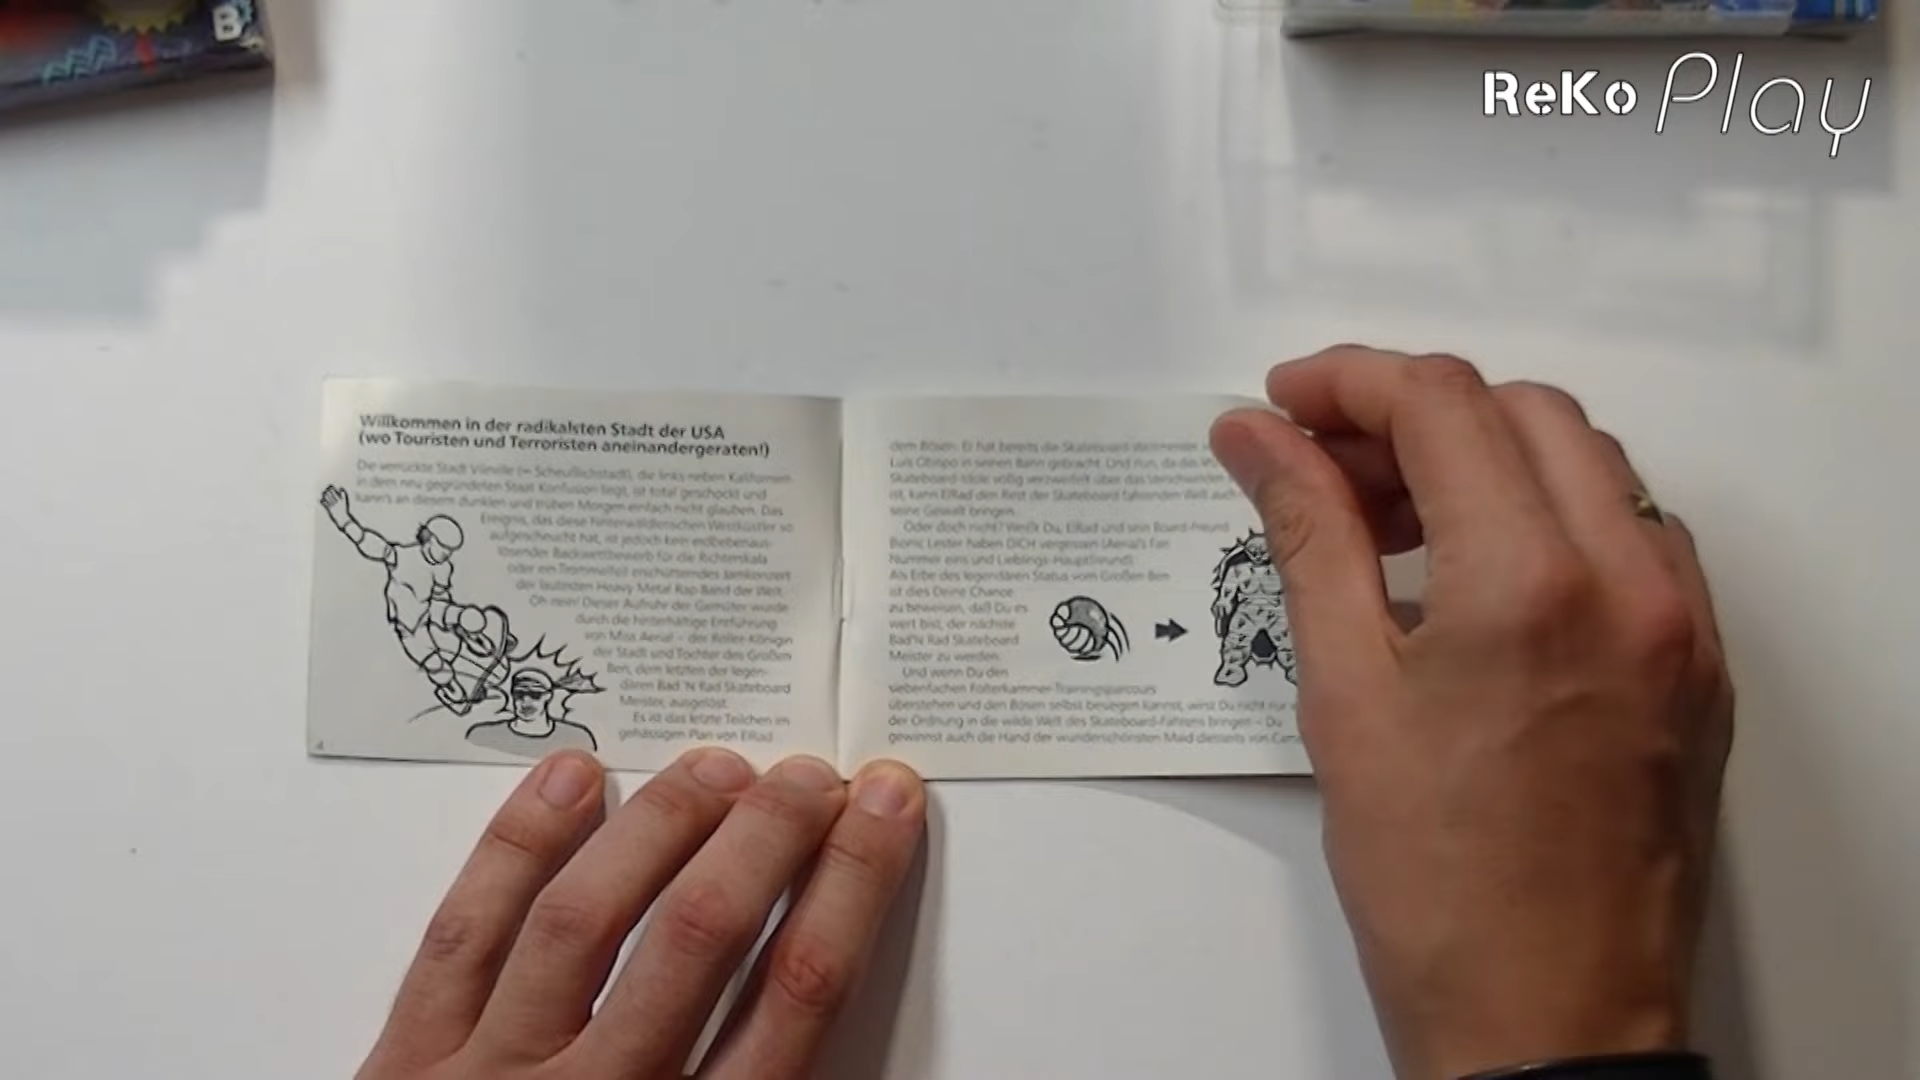 B
ReKo Play
Willkommen in der radikalsten Stadt der USA
(wo Touristen und Terroristen aneinandergeraten!)
Die verrückte Stadt Vileville (= Scheußlichstadt), die links neben Kalifornien
in dem neu gegründeten Staat Konfusion liegt, ist total geschockt und
kann's an diesem dunklen und trüben Morgen einfach nicht glauben. Das
Ereignis, das diese hinterwäldlerischen Westküstler so
aufgescheucht hat, ist jedoch kein erdbebenaus-
lösender Backwettbewerb für die Richterskala
oder ein Trommelfell erschütterndes Jamkonzert
der lautesten Heavy Metal Rap Band der Welt.
Oh nein! Dieser Aufruhr der Gemüter wurde
durch die hinterhältige Entführung
von Miss Aerial – der Roller-Königin
der Stadt und Tochter des Großen
Ben, dem letzten der legen-
dären Bad 'N Rad Skateboard
Meister, ausgelöst.
Es ist das letzte Teilchen im
gehässigen Plan von ElRad
4
dem Bösen. Er hat bereits die Skateboard
Luis Obispo in seinen Bann gebracht. Und nun, da das
Skateboard Idole völlig verzweifelt über das Verschwinden
ist, kann ElRad den Rest der Skateboard fahrenden Welt auch
seine Gewalt bringen.
Oder doch nicht? Weißt Du, ElRad und sein Board-Freund
Bionic Lester haben DICH vergessen (Aerial's Fan
Nummer eins und Lieblings-Hauptfreund).
Als Erbe des legendären Status vom Großen Ben
ist dies Deine Chance
zu beweisen, daß Du es
wert bist, der nächste
Bad'N Rad Skateboard
Meister zu werden.
Und wenn Du den
siebenfachen Folterkammer-Trainingsparcours
überstehen und den Bösen selbst besiegen kannst, wirst Du nicht nur
der Ordnung in die wilde Welt des Skateboard-Fahrens bringen – Du
gewinnst auch die Hand der wunderschönsten Maid diesseits von